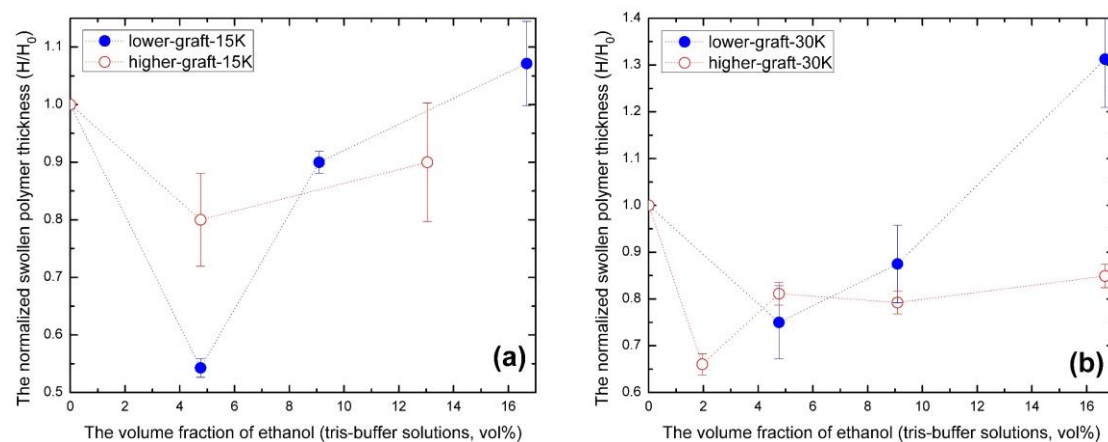 lower-graft-15K
higher-graft-15K
1.1
1.0
0.9
0.8
0.7
0.6
0.5
The normalized swollen polymer thickness (H/H₀)
(a)
0 2 4 6 8 10 12 14 16
The volume fraction of ethanol (tris-buffer solutions, vol%)
1.4
lower-graft-30K
higher-graft-30K
1.3
1.2
1.1
1.0
0.9
0.8
0.7
0.6
The normalized swollen polymer thickness (H/H₀)
(b)
0 2 4 6 8 10 12 14 16
The volume fraction of ethanol (tris-buffer solutions, vol%)